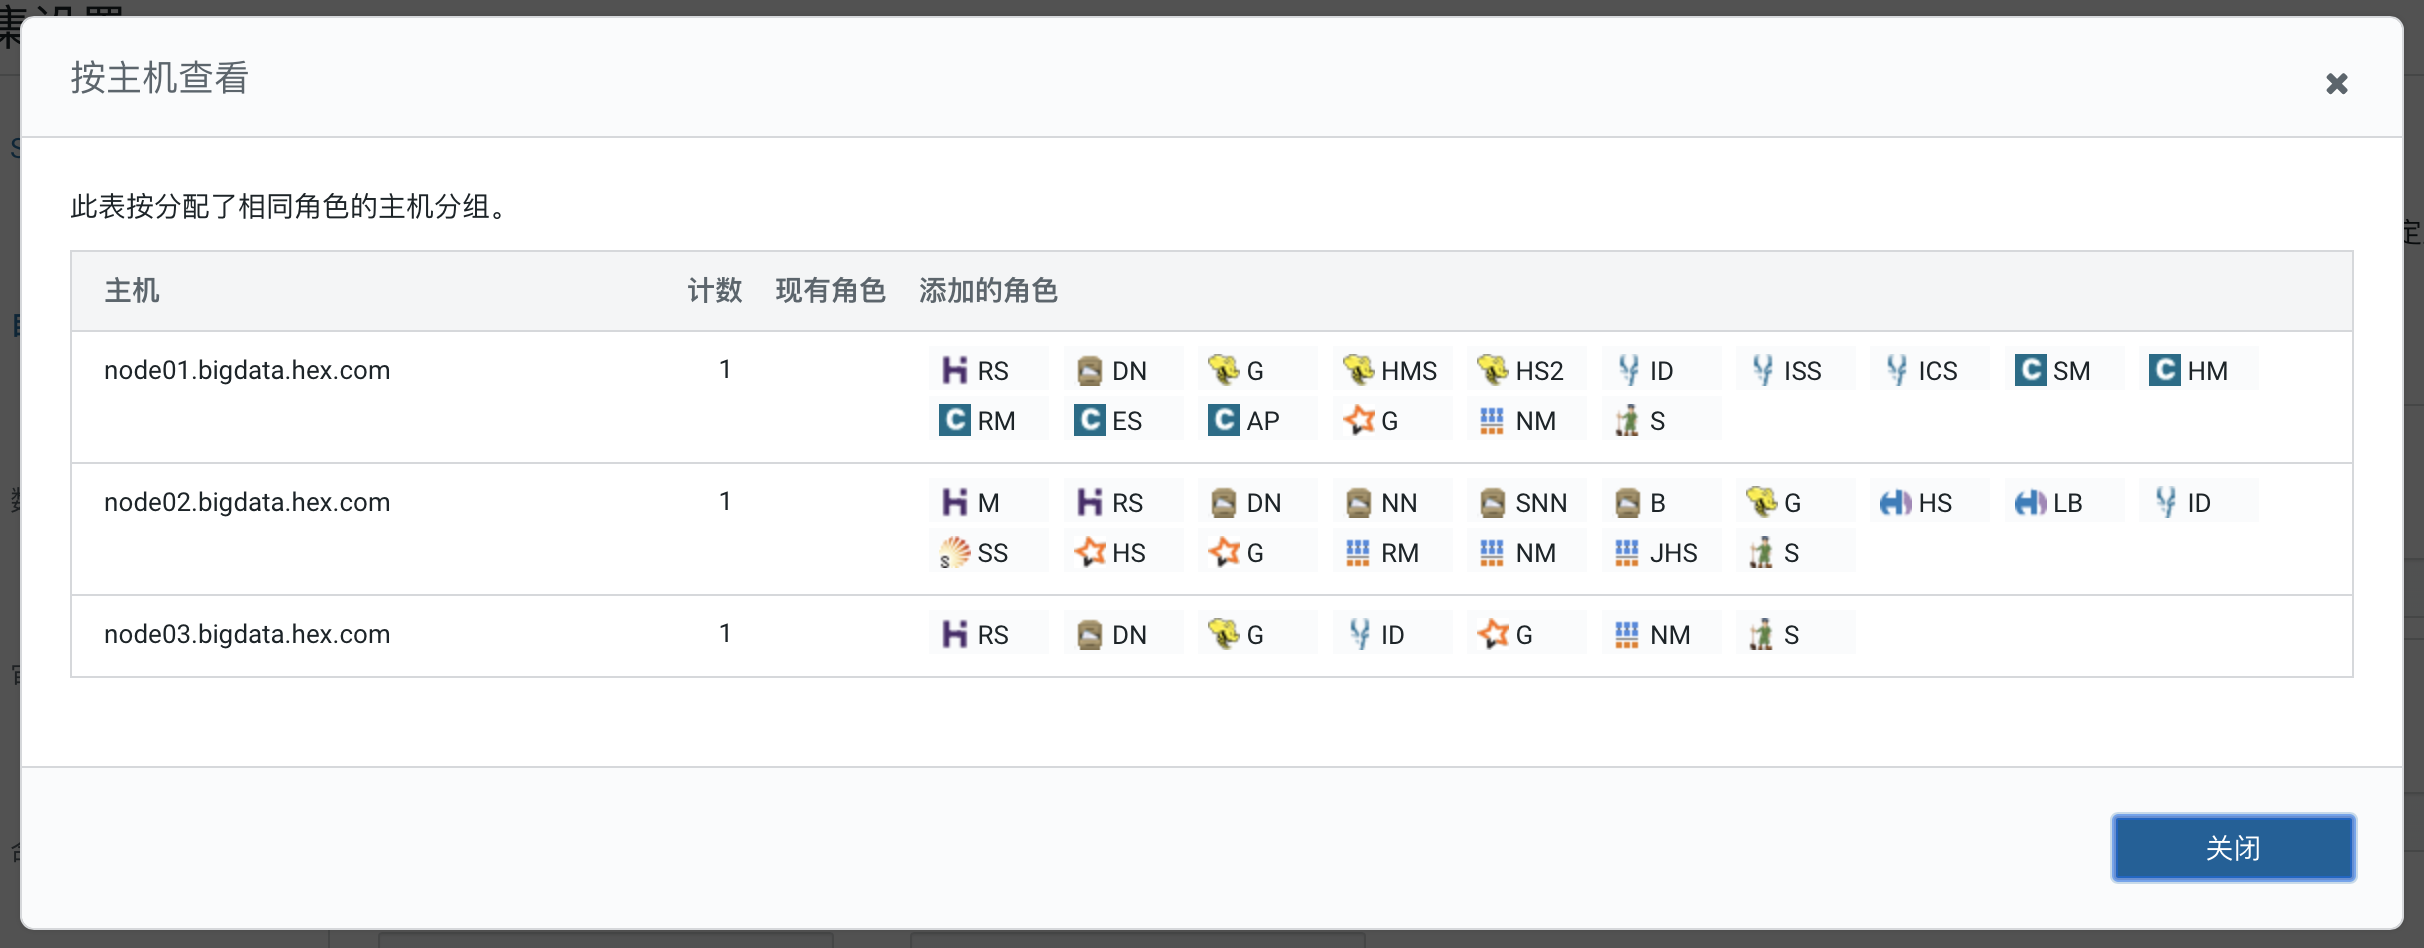 按主机查看
此表按分配了相同角色的主机分组。
主机 计数 现有角色 添加的角色
node01.bigdata.hex.com 1 RS DN G HMS HS2 ID ISS ICS SM HM
RM ES AP G NM S
node02.bigdata.hex.com 1 M RS DN NN SNN B G HS LB ID
SS HS G RM NM JHS S
node03.bigdata.hex.com 1 RS DN G ID G NM S
关闭